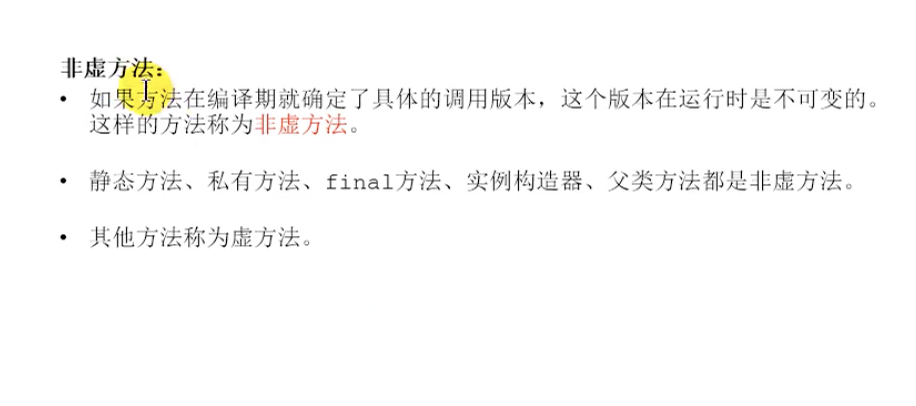 非虚方法:
• 如果方法在编译期就确定了具体的调用版本，这个版本在运行时是不可变的。
这样的方法称为非虚方法。
• 静态方法、私有方法、final方法、实例构造器、父类方法都是非虚方法。
• 其他方法称为虚方法。